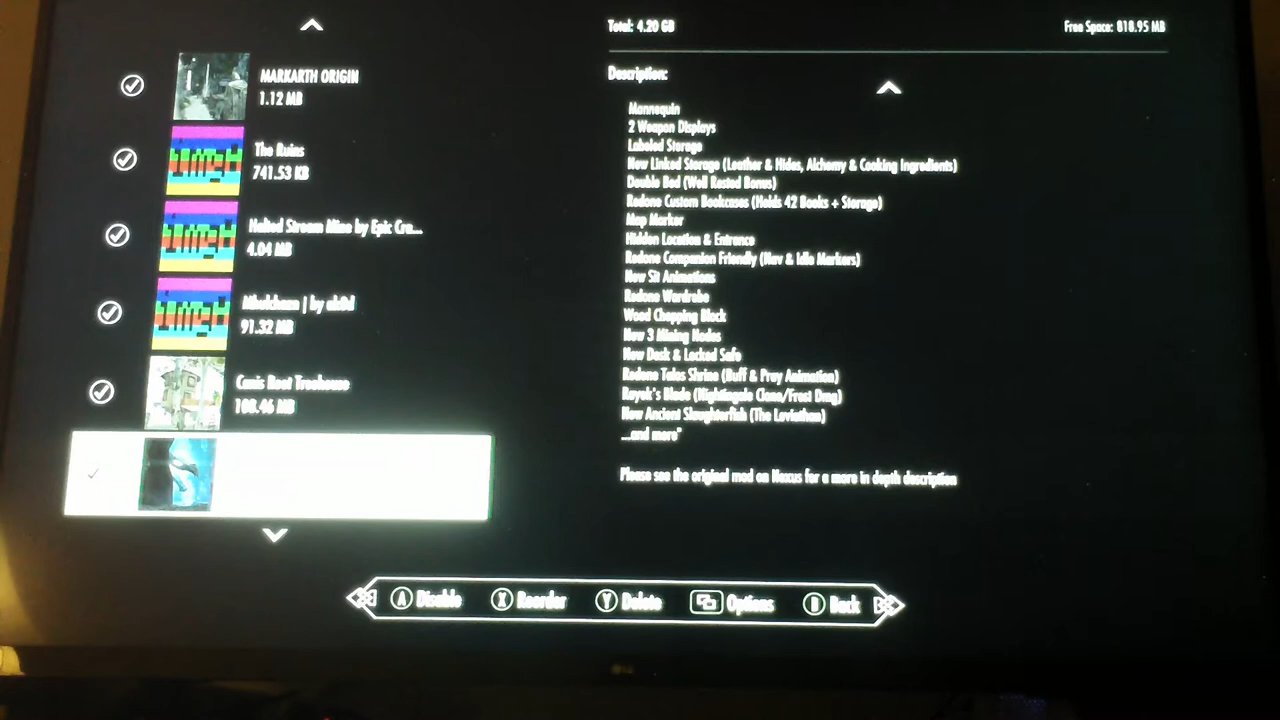 Total: 4.20 GB
Free Space: 818.95 MB
MARKARTH ORIGIN
1.12 MB
The Ruins
741.53 KB
Halted Stream Mine by Epic Cra...
4.04 MB
| by
91.32 MB
Canis Root Treehouse
108.46 MB
Description:
Mannequin
2 Weapon Displays
Labeled Storage
New Linked Storage (Leather & Hides, Alchemy & Cooking Ingredients)
Double Bed (Well Rested Bonus)
Redone Custom Bookcases (Holds 42 Books + Storage)
Map Marker
Hidden Location & Entrance
Redone Companion Friendly (Nav & Idle Markers)
New Sit Animations
Redone Wardrobe
Wood Chopping Block
New 3 Mining Nodes
New Desk & Locked Safe
Redone Talos Shrine (Buff & Pray Animation)
Blade (Nightingale Clone/Frost Dmg)
New Ancient Slaughterfish (The Leviathan)
...and more"
Please see the original mod on Nexus for a more in depth description
A Disable X Reorder Y Delete Options B Back
LG